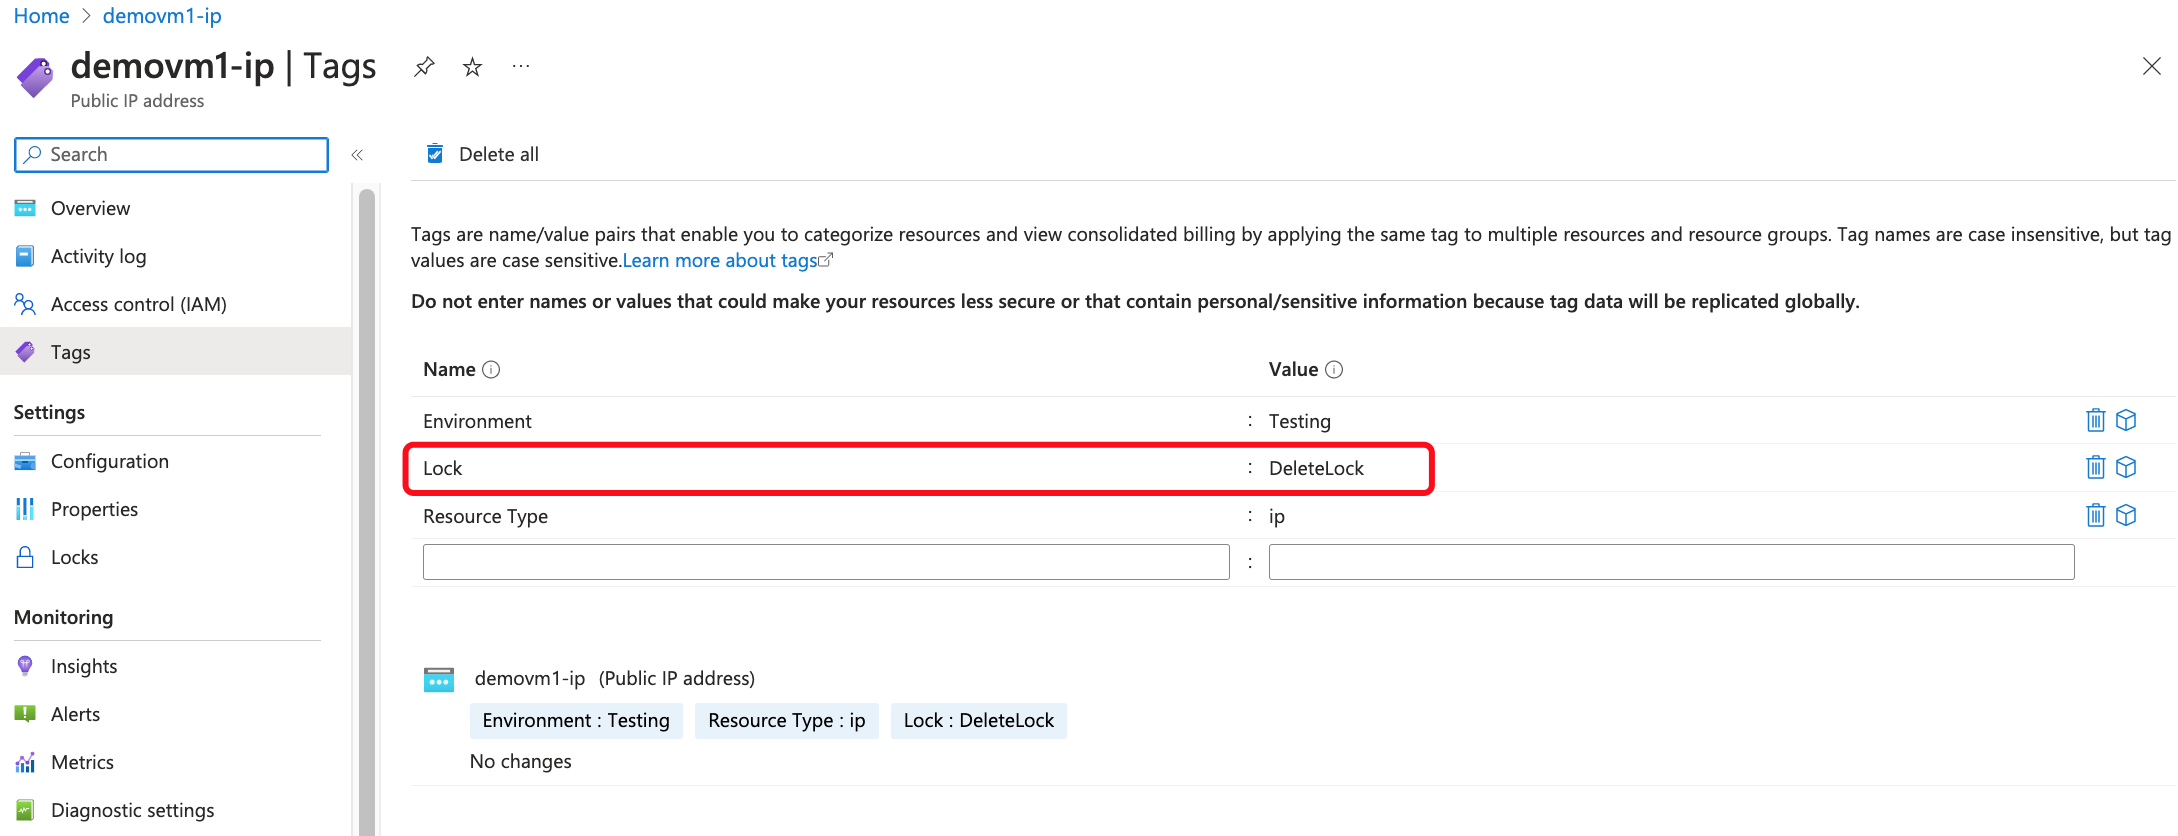 Home > demovm1-ip
demovm1-ip | Tags
Public IP address
Search
Overview
Activity log
Access control (IAM)
Tags
Settings
Configuration
Properties
Locks
Monitoring
Insights
Alerts
Metrics
Diagnostic settings
Delete all
Tags are name/value pairs that enable you to categorize resources and view consolidated billing by applying the same tag to multiple resources and resource groups. Tag names are case insensitive, but tag
values are case sensitive.Learn more about tags
Do not enter names or values that could make your resources less secure or that contain personal/sensitive information because tag data will be replicated globally.
Name Value
Environment : Testing
Lock : DeleteLock
Resource Type : ip
:
demovm1-ip (Public IP address)
Environment : Testing Resource Type : ip Lock : DeleteLock
No changes